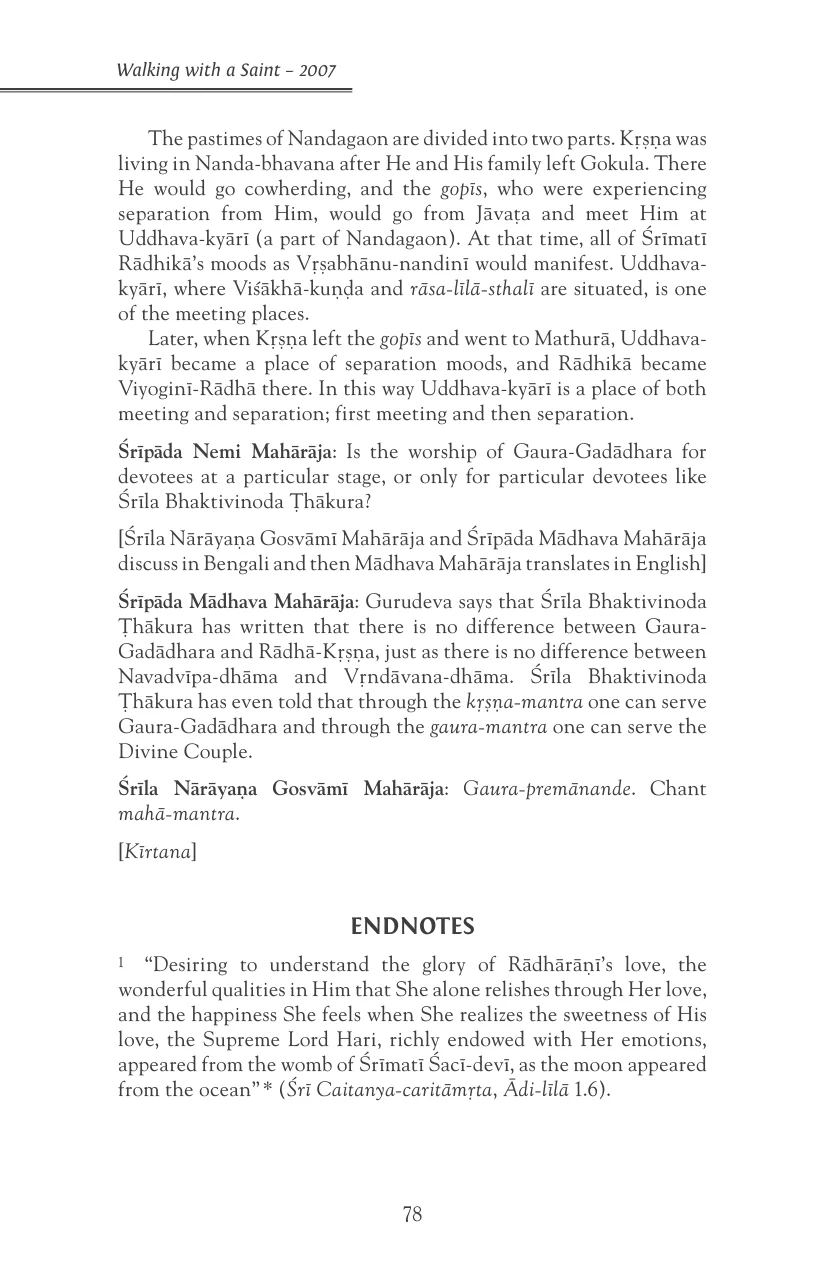 Walking with a Saint – 2007
The pastimes of Nandagaon are divided into two parts. Kṛṣṇa was
living in Nanda-bhavana after He and His family left Gokula. There
He would go cowherding, and the gopīs, who were experiencing
separation from Him, would go from Jāvaṭa and meet Him at
Uddhava-kyārī (a part of Nandagaon). At that time, all of Śrīmatī
Rādhikā’s moods as Vṛṣabhānu-nandinī would manifest. Uddhava-
kyārī, where Viśākhā-kuṇḍa and rāsa-līlā-sthalī are situated, is one
of the meeting places.
Later, when Kṛṣṇa left the gopīs and went to Mathurā, Uddhava-
kyārī became a place of separation moods, and Rādhikā became
Viyoginī-Rādhā there. In this way Uddhava-kyārī is a place of both
meeting and separation; first meeting and then separation.
Śrīpāda Nemi Mahārāja: Is the worship of Gaura-Gadādhara for
devotees at a particular stage, or only for particular devotees like
Śrīla Bhaktivinoda Ṭhākura?
[Śrīla Nārāyaṇa Gosvāmī Mahārāja and Śrīpāda Mādhava Mahārāja
discuss in Bengali and then Mādhava Mahārāja translates in English]
Śrīpāda Mādhava Mahārāja: Gurudeva says that Śrīla Bhaktivinoda
Ṭhākura has written that there is no difference between Gaura-
Gadādhara and Rādhā-Kṛṣṇa, just as there is no difference between
Navadvīpa-dhāma and Vṛndāvana-dhāma. Śrīla Bhaktivinoda
Ṭhākura has even told that through the kṛṣṇa-mantra one can serve
Gaura-Gadādhara and through the gaura-mantra one can serve the
Divine Couple.
Śrīla Nārāyaṇa Gosvāmī Mahārāja: Gaura-premānande. Chant
mahā-mantra.
[Kīrtana]
ENDNOTES
1 “Desiring to understand the glory of Rādhārāṇī’s love, the
wonderful qualities in Him that She alone relishes through Her love,
and the happiness She feels when She realizes the sweetness of His
love, the Supreme Lord Hari, richly endowed with Her emotions,
appeared from the womb of Śrīmatī Śacī-devī, as the moon appeared
from the ocean” * (Śrī Caitanya-caritāmṛta, Ādi-līlā 1.6).
78